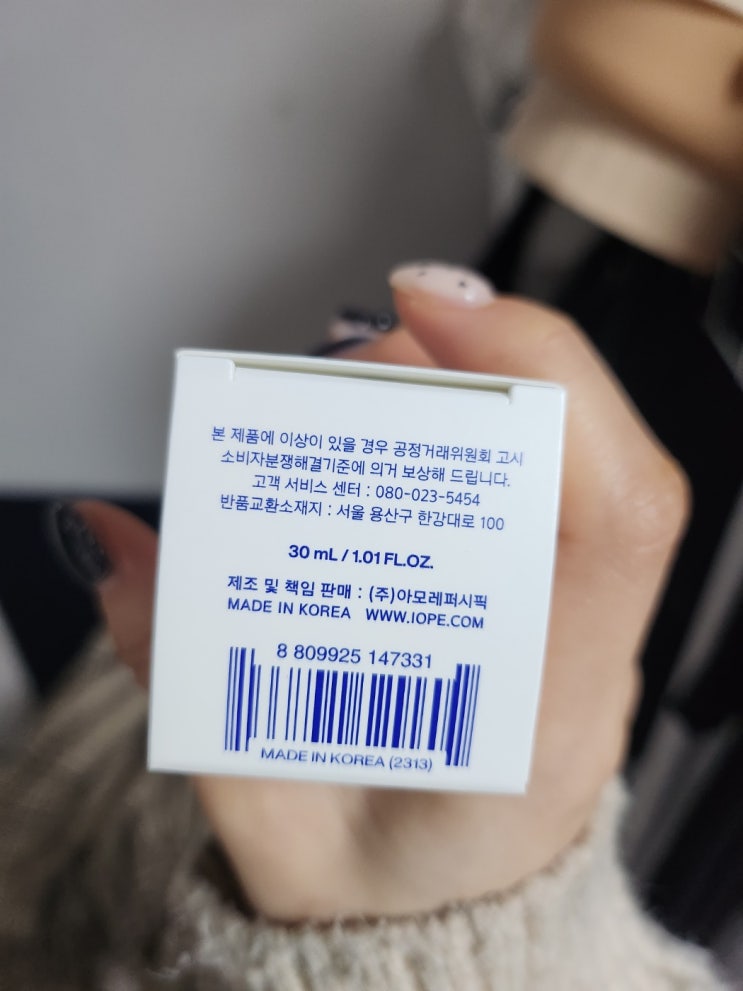 본 제품에 이상이 있을 경우 공정거래위원회 고시
소비자분쟁해결기준에 의거 보상해 드립니다.
고객 서비스 센터 : 080-023-5454
반품교환소재지 : 서울 용산구 한강대로 100
30 mL / 1.01 FL.OZ.
제조 및 책임 판매 : (주)아모레퍼시픽
MADE IN KOREA WWW.IOPE.COM
8 809925 147331
MADE IN KOREA (2313)